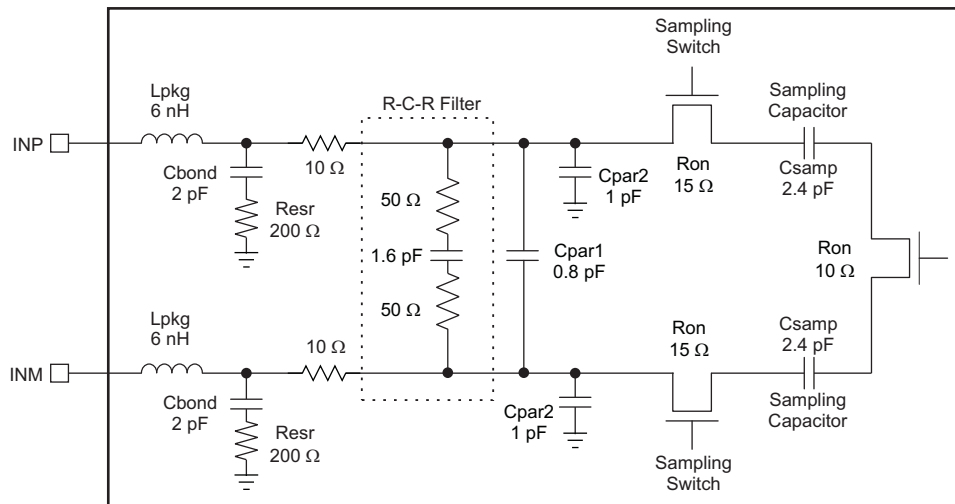 Sampling
Switch
Lpkg
6 nH
R-C-R Filter
Sampling
Capacitor
INP
10 Ω
Cbond
2 pF
50 Ω
Cpar2
1 pF
Ron
15 Ω
Csamp
2.4 pF
Resr
200 Ω
1.6 pF
Cpar1
0.8 pF
Ron
10 Ω
Lpkg
6 nH
50 Ω
10 Ω
Ron
15 Ω
Csamp
2.4 pF
INM
Cbond
2 pF
Cpar2
1 pF
Sampling
Capacitor
Resr
200 Ω
Sampling
Switch